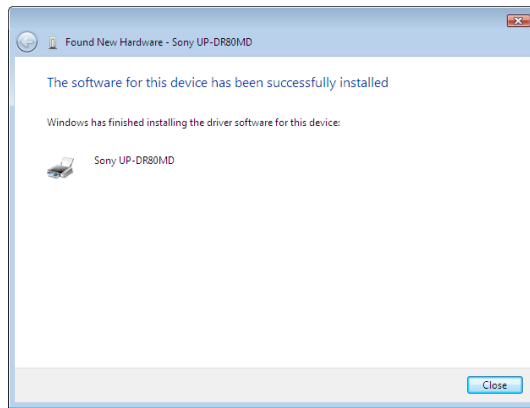 Found New Hardware - Sony UP-DR80MD
The software for this device has been successfully installed
Windows has finished installing the driver software for this device:
Sony UP-DR80MD
Close